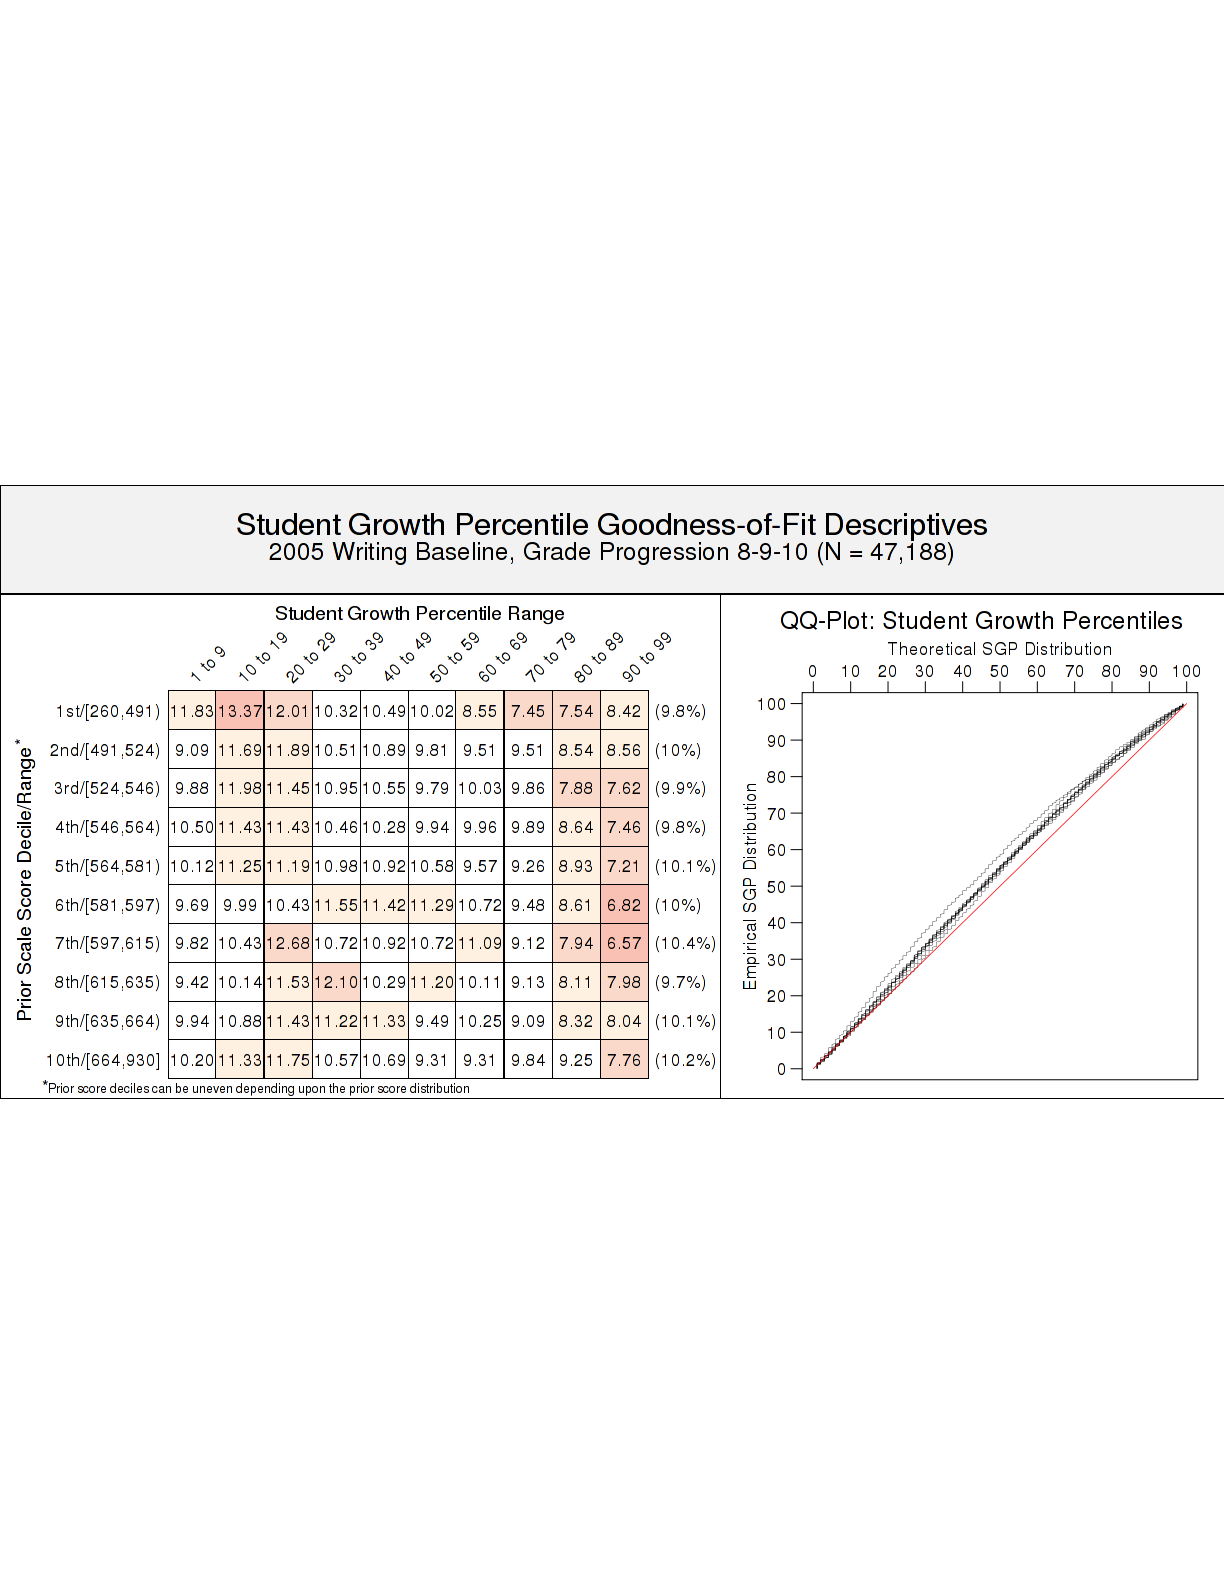 Student Growth Percentile Goodness-of-Fit Descriptives
2005 Writing Baseline, Grade Progression 8-9-10 (N = 47,188)
Student Growth Percentile Range
1 to 9 10 to 19 20 to 29 30 to 39 40 to 49 50 to 59 60 to 69 70 to 79 80 to 89 90 to 99
Prior Scale Score Decile/Range*
1st/[260,491) 11.83 13.37 12.01 10.32 10.49 10.02 8.55 7.45 7.54 8.42 (9.8%)
2nd/[491,524) 9.09 11.69 11.89 10.51 10.89 9.81 9.51 9.51 8.54 8.56 (10%)
3rd/[524,546) 9.88 11.98 11.45 10.95 10.55 9.79 10.03 9.86 7.88 7.62 (9.9%)
4th/[546,564) 10.50 11.43 11.43 10.46 10.28 9.94 9.96 9.89 8.64 7.46 (9.8%)
5th/[564,581) 10.12 11.25 11.19 10.98 10.92 10.58 9.57 9.26 8.93 7.21 (10.1%)
6th/[581,597) 9.69 9.99 10.43 11.55 11.42 11.29 10.72 9.48 8.61 6.82 (10%)
7th/[597,615) 9.82 10.43 12.68 10.72 10.92 10.72 11.09 9.12 7.94 6.57 (10.4%)
8th/[615,635) 9.42 10.14 11.53 12.10 10.29 11.20 10.11 9.13 8.11 7.98 (9.7%)
9th/[635,664) 9.94 10.88 11.43 11.22 11.33 9.49 10.25 9.09 8.32 8.04 (10.1%)
10th/[664,930] 10.20 11.33 11.75 10.57 10.69 9.31 9.31 9.84 9.25 7.76 (10.2%)
*Prior score deciles can be uneven depending upon the prior score distribution
QQ-Plot: Student Growth Percentiles
Theoretical SGP Distribution
0 10 20 30 40 50 60 70 80 90 100
Empirical SGP Distribution
100
90
80
70
60
50
40
30
20
10
0